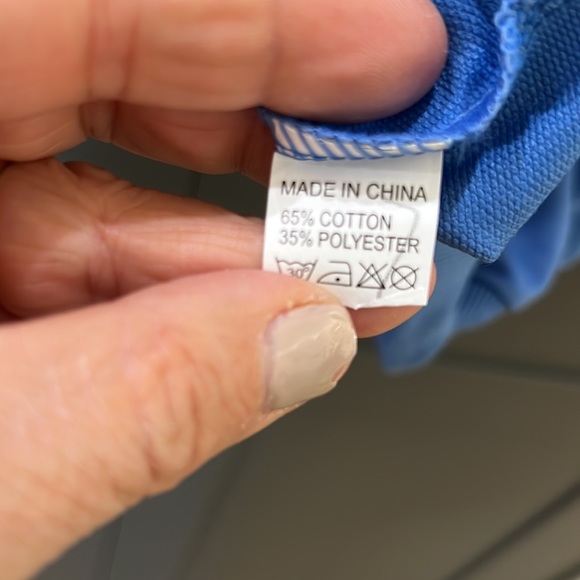 MADE IN CHINA
65% COTTON
35% POLYESTER
30°